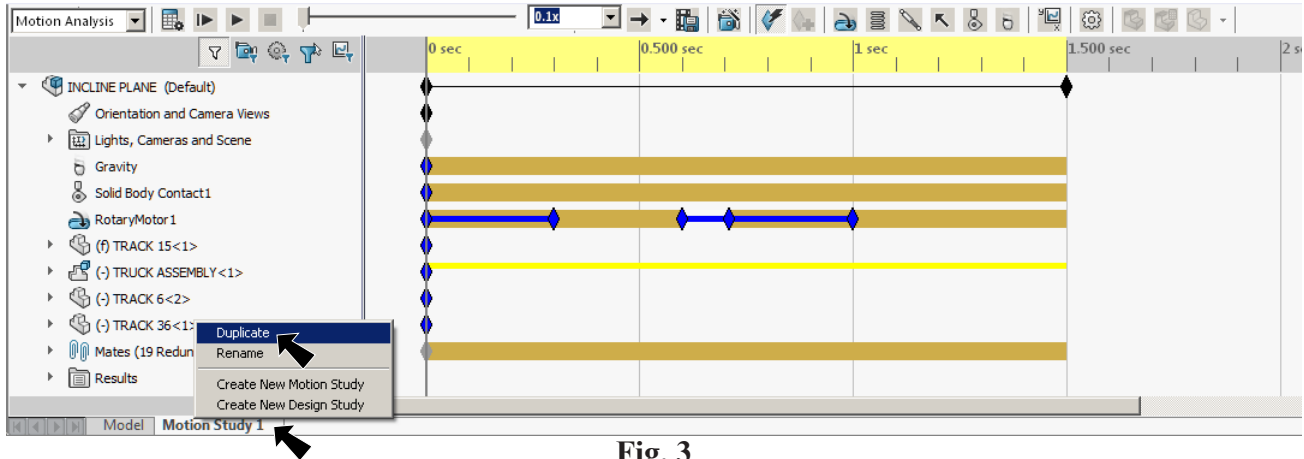 Motion Analysis 0.1x
0 sec 0.500 sec 1 sec 1.500 sec
INCLINE PLANE (Default)
Orientation and Camera Views
Lights, Cameras and Scene
Gravity
Solid Body Contact1
RotaryMotor1
(f) TRACK 15<1>
(-) TRUCK ASSEMBLY<1>
(-) TRACK 6<2>
(-) TRACK 36<1>
Duplicate
Mates (19 Redun
Rename
Results
Create New Motion Study
Create New Design Study
Model Motion Study 1
Fig. 3